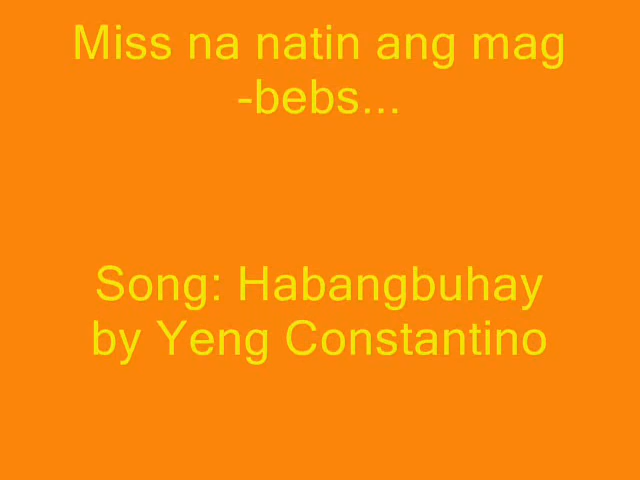 Miss na natin ang mag
-bebs...
Song: Habangbuhay
by Yeng Constantino